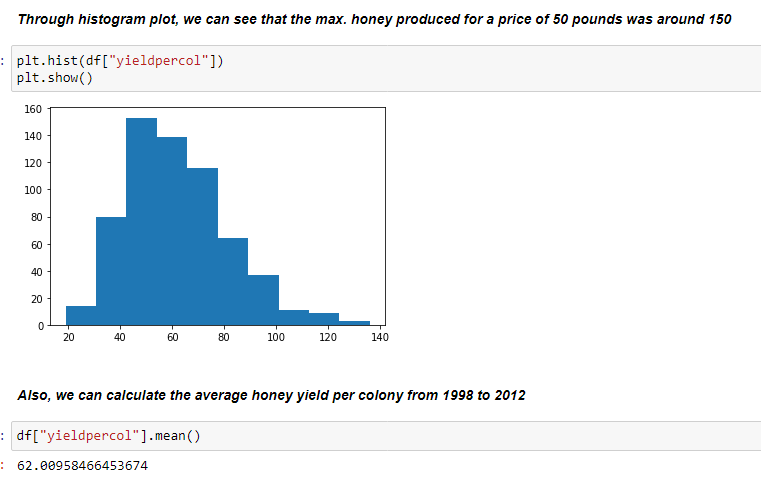 Through histogram plot, we can see that the max. honey produced for a price of 50 pounds was around 150
: plt.hist(df["yieldpercol"])
plt.show()
160
140
120
100
80
60
40
20
0
20 40 60 80 100 120 140
Also, we can calculate the average honey yield per colony from 1998 to 2012
: df["yieldpercol"].mean()
: 62.00958466453674